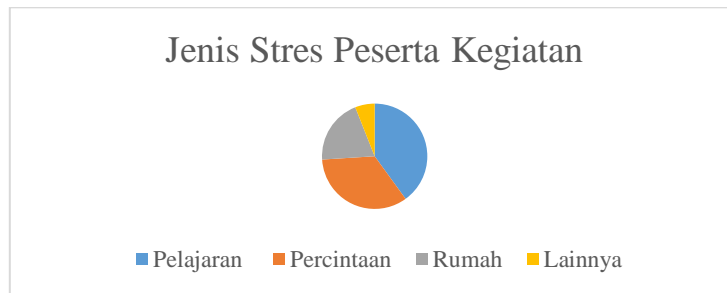 Jenis Stres Peserta Kegiatan
Pelajaran Percintaan Rumah Lainnya